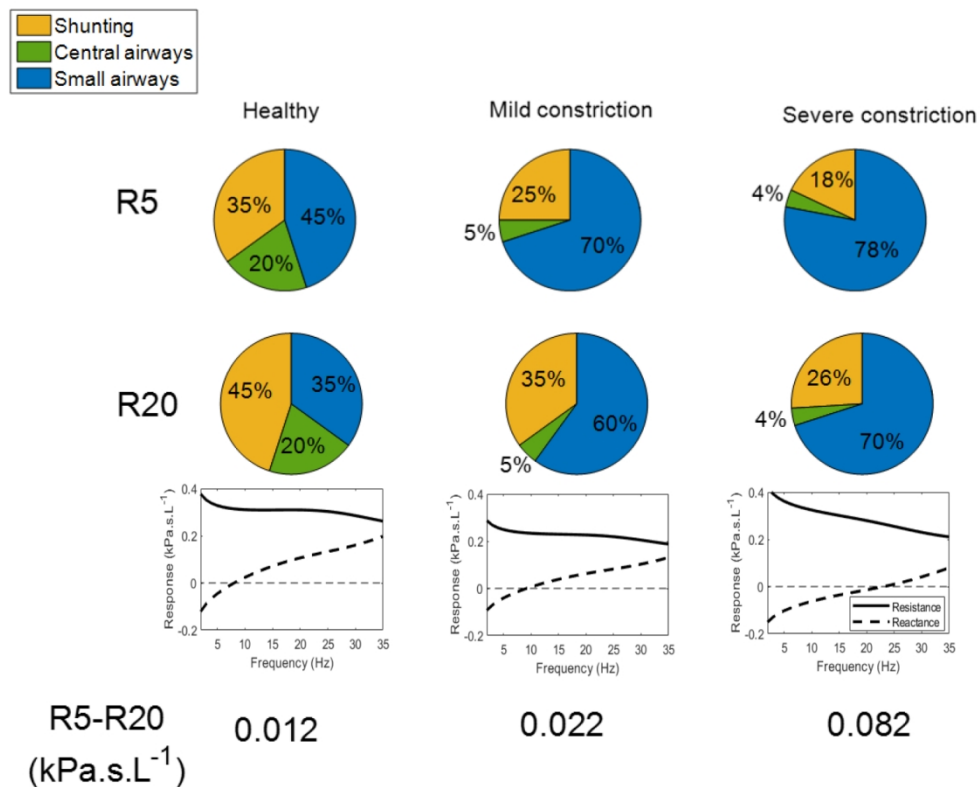 Shunting
Central airways
Small airways
Healthy
Mild constriction
Severe constriction
R5
35%
45%
20%
25%
5%
70%
18%
4%
78%
R20
45%
35%
20%
35%
60%
5%
26%
4%
70%
Response (kPa.s.L⁻¹)
0.4
0.2
0
-0.2
5 10 15 20 25 30 35
Frequency (Hz)
Response (kPa.s.L⁻¹)
0.4
0.2
0
-0.2
5 10 15 20 25 30 35
Frequency (Hz)
Response (kPa.s.L⁻¹)
0.4
0.2
0
-0.2
Resistance
Reactance
5 10 15 20 25 30 35
Frequency (Hz)
R5-R20
(kPa.s.L⁻¹)
0.012
0.022
0.082